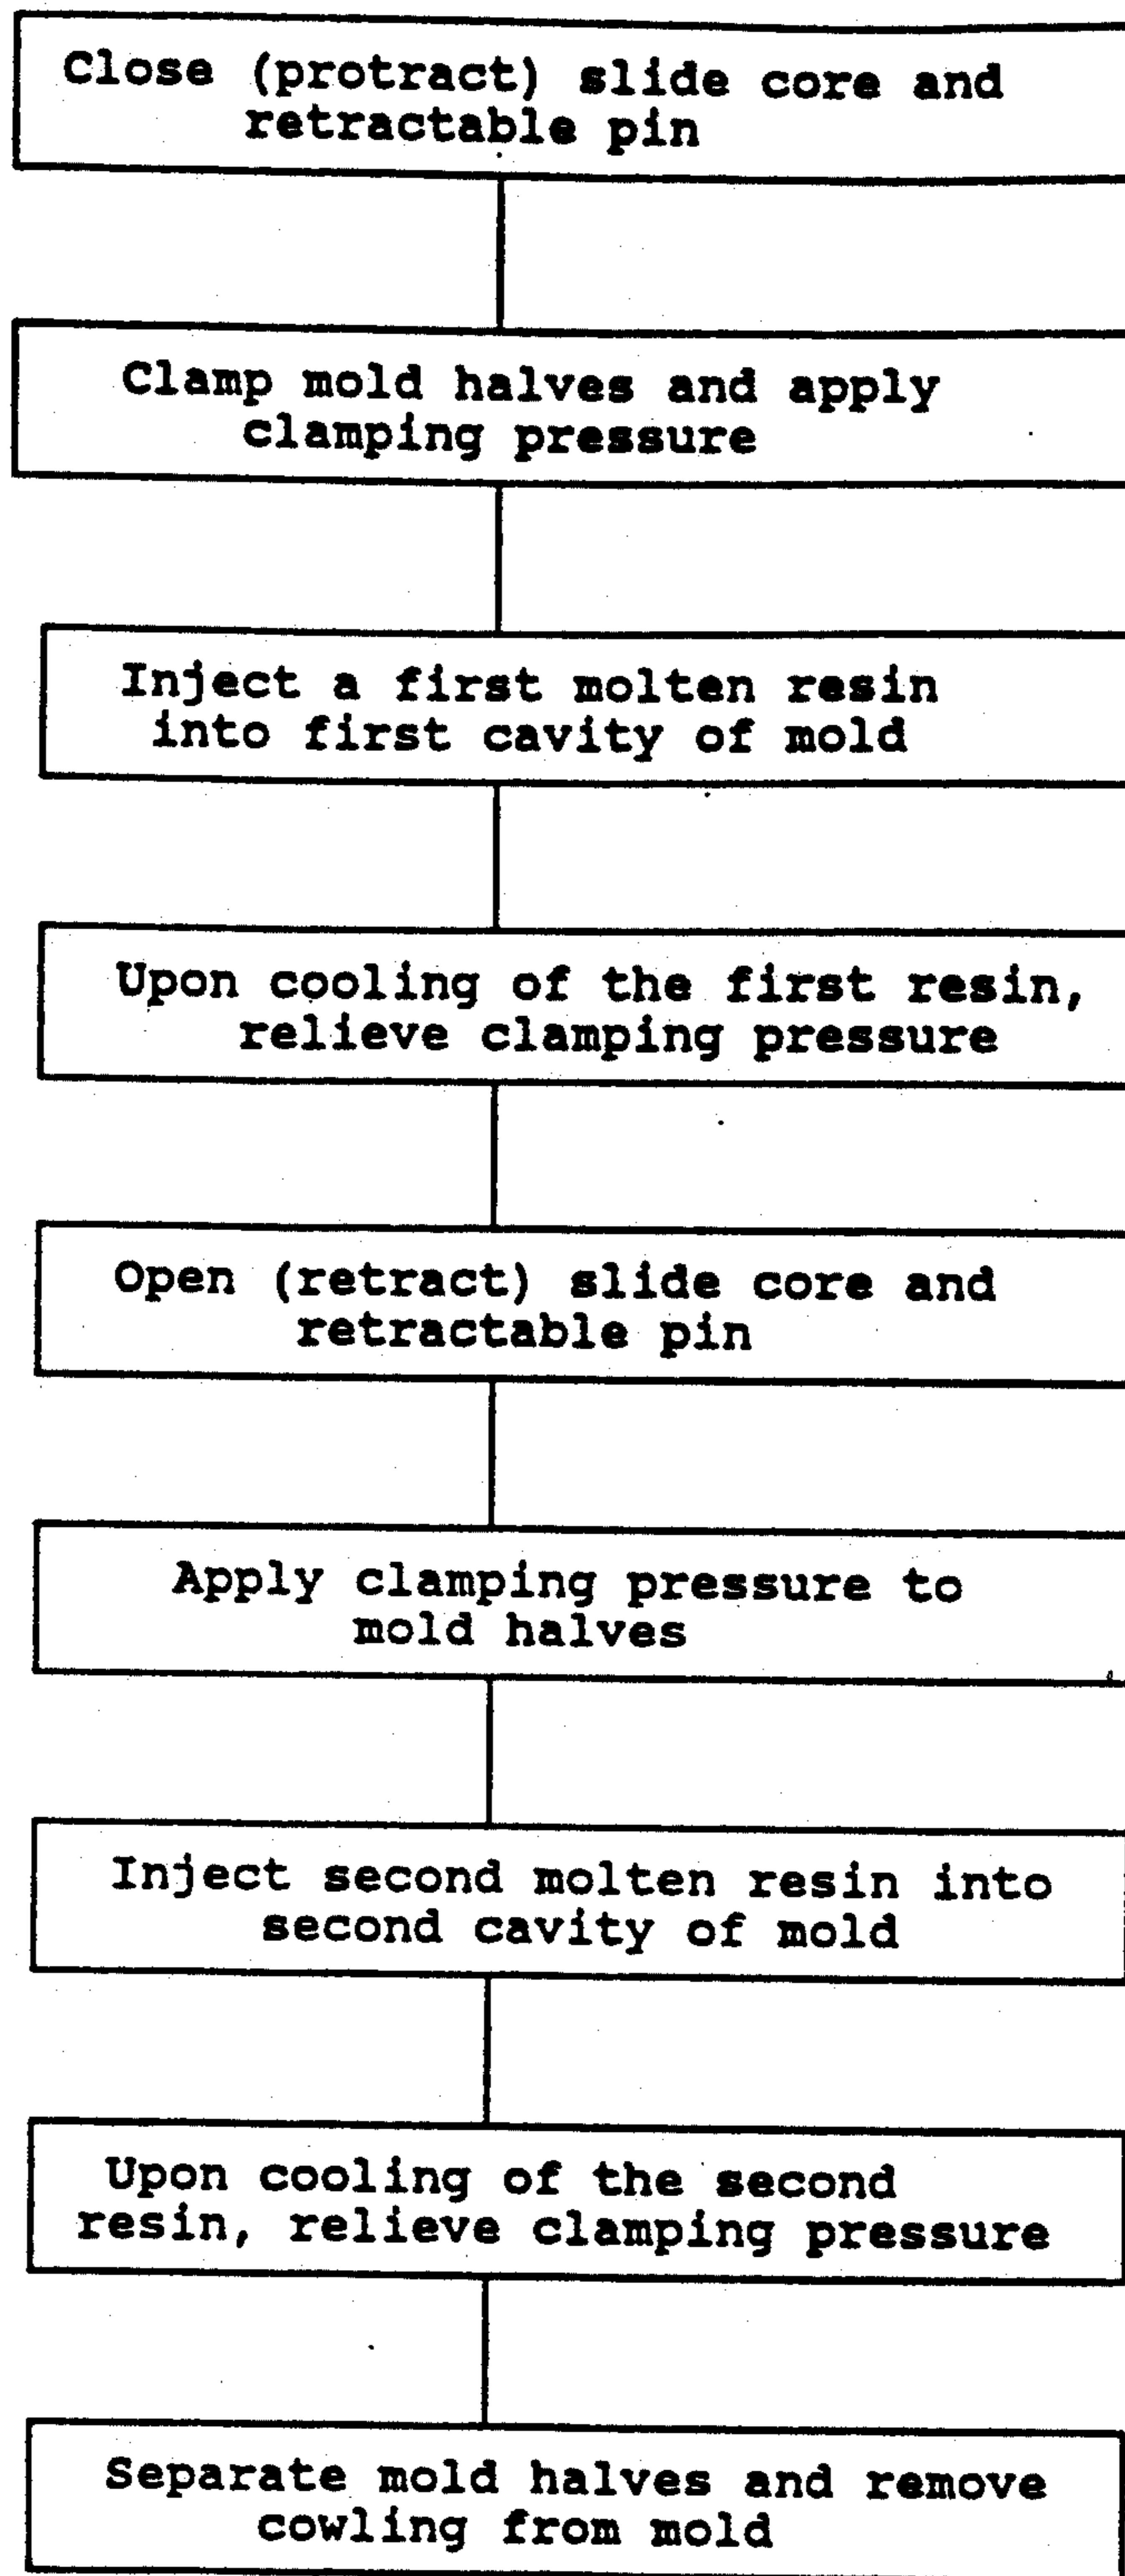 Close (protract) slide core and
retractable pin
Clamp mold halves and apply
clamping pressure
Inject a first molten resin
into first cavity of mold
Upon cooling of the first resin,
relieve clamping pressure
Open (retract) slide core and
retractable pin
Apply clamping pressure to
mold halves
Inject second molten resin into
second cavity of mold
Upon cooling of the second
resin, relieve clamping pressure
Separate mold halves and remove
cowling from mold